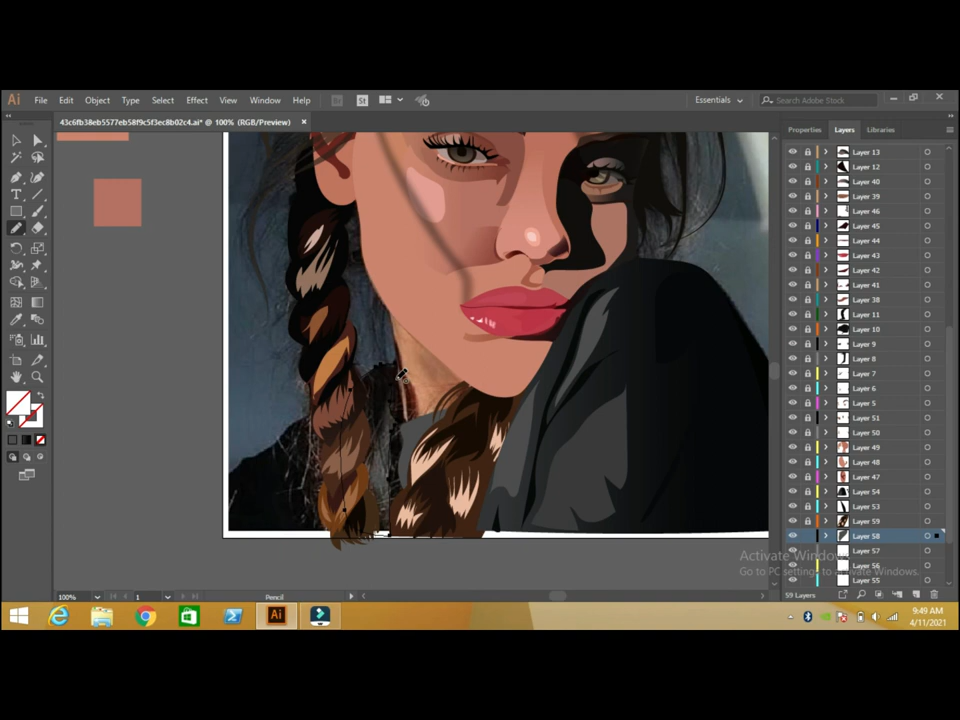 Ai File Edit Object Type Select Effect View Window Help Br St Essentials Search Adobe Stock
43c6fb38eb5577eb58f9c5f3ec8b02c4.ai* @ 100% (RGB/Preview) ×
Properties Layers Libraries
Layer 13
Layer 12
Layer 40
Layer 39
Layer 46
Layer 45
Layer 44
Layer 43
Layer 42
Layer 41
Layer 38
Layer 11
Layer 10
Layer 9
Layer 8
Layer 7
Layer 6
Layer 5
Layer 51
Layer 50
Layer 49
Layer 48
Layer 47
Layer 54
Layer 53
Layer 59
Layer 58
Layer 57
Layer 56
Layer 55
Activate Windows
Go to PC settings to activate Windows.
100% 1 Pencil 59 Layers
Ai
9:49 AM
4/11/2021